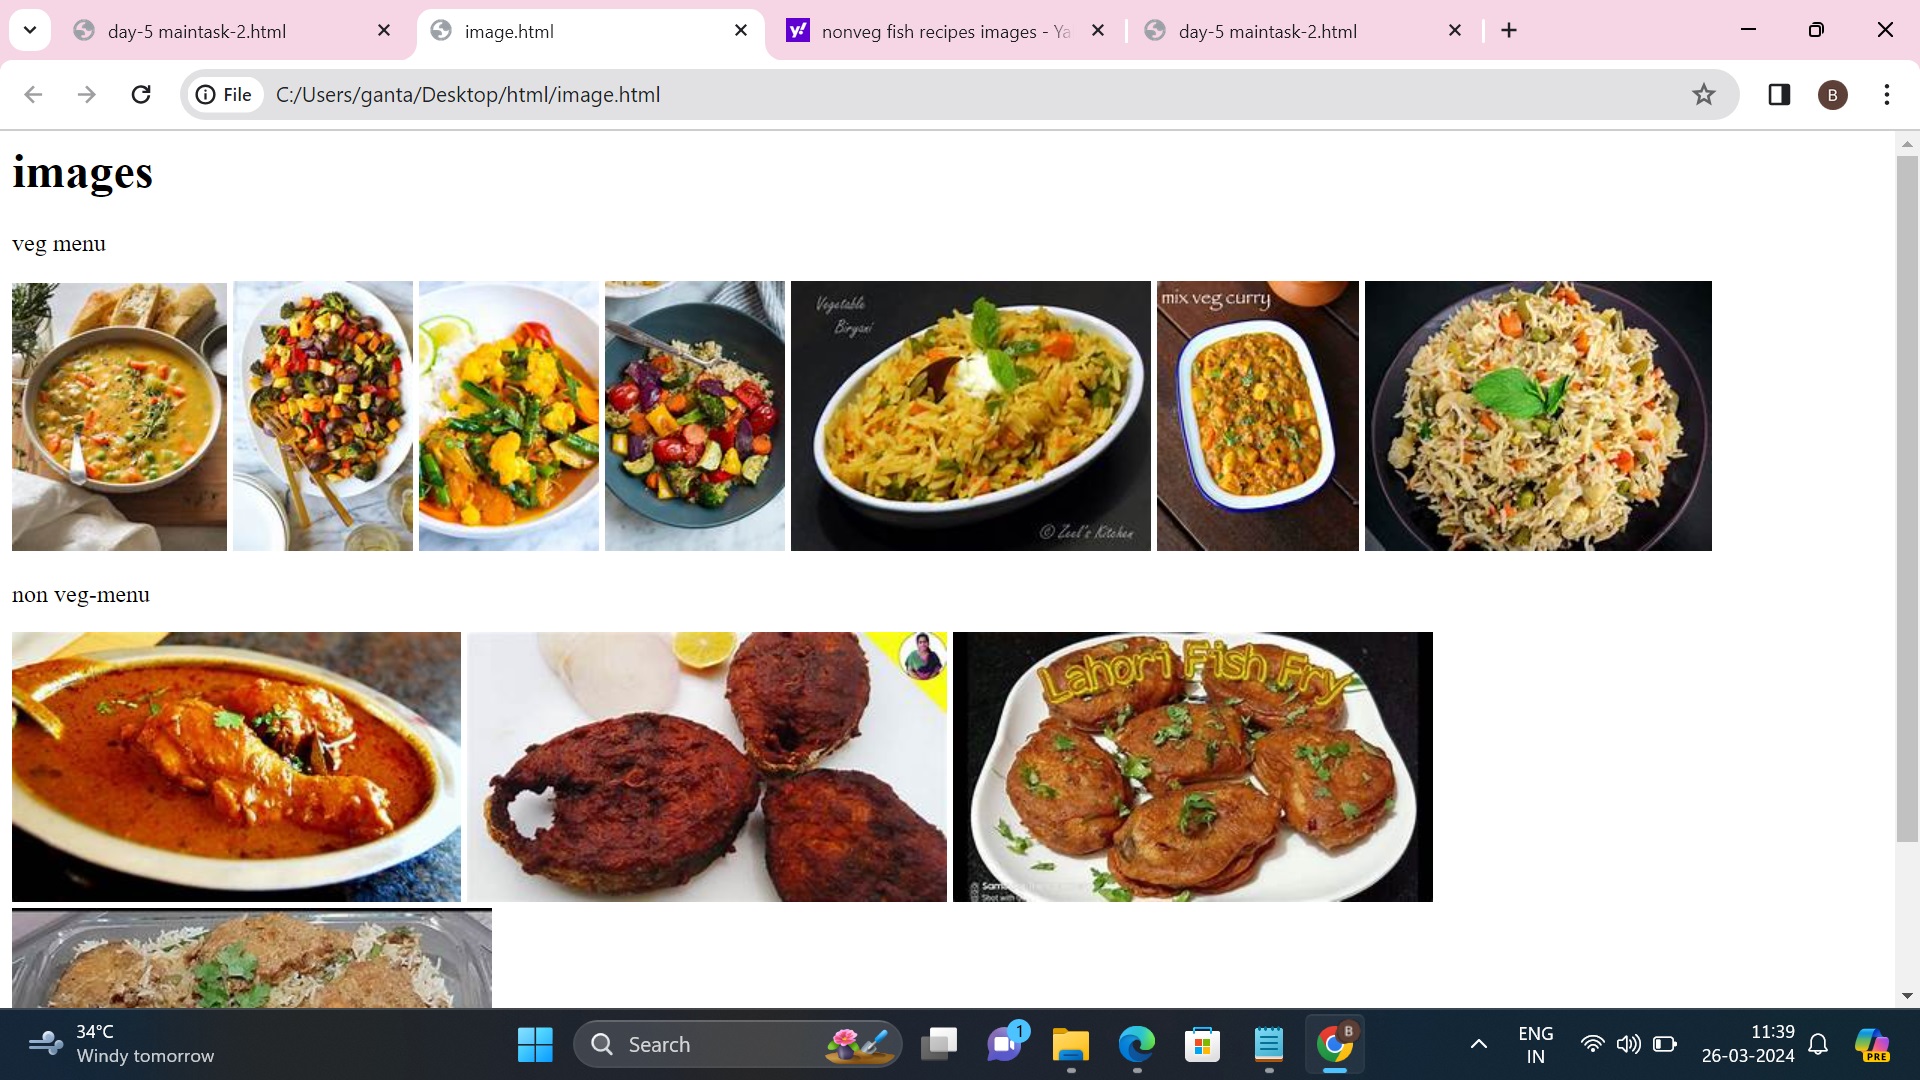 day-5 maintask-2.html
image.html
nonveg fish recipes images - Ya
day-5 maintask-2.html
File
C:/Users/ganta/Desktop/html/image.html
B
images
veg menu
Vegetable
Biryani
© Zeel's Kitchen
mix veg curry
non veg-menu
Lahori Fish Fry
34°C
Windy tomorrow
Search
1
B
ENG
IN
11:39
26-03-2024
PRE